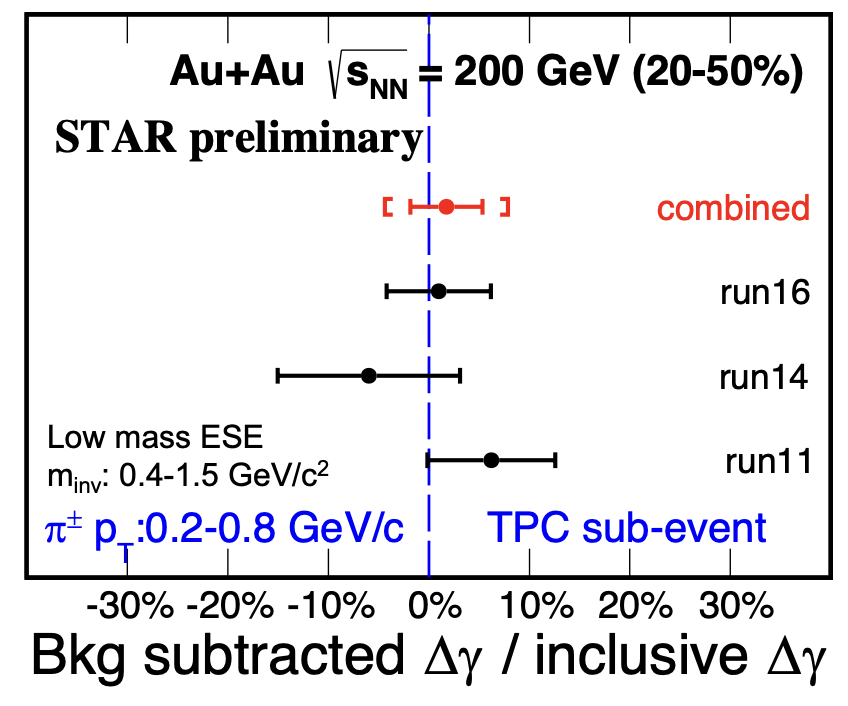 Au+Au √sNN = 200 GeV (20-50%)
STAR preliminary
combined
run16
run14
run11
Low mass ESE
minv: 0.4-1.5 GeV/c²
π± pT:0.2-0.8 GeV/c
TPC sub-event
-30% -20% -10% 0% 10% 20% 30%
Bkg subtracted Δγ / inclusive Δγ